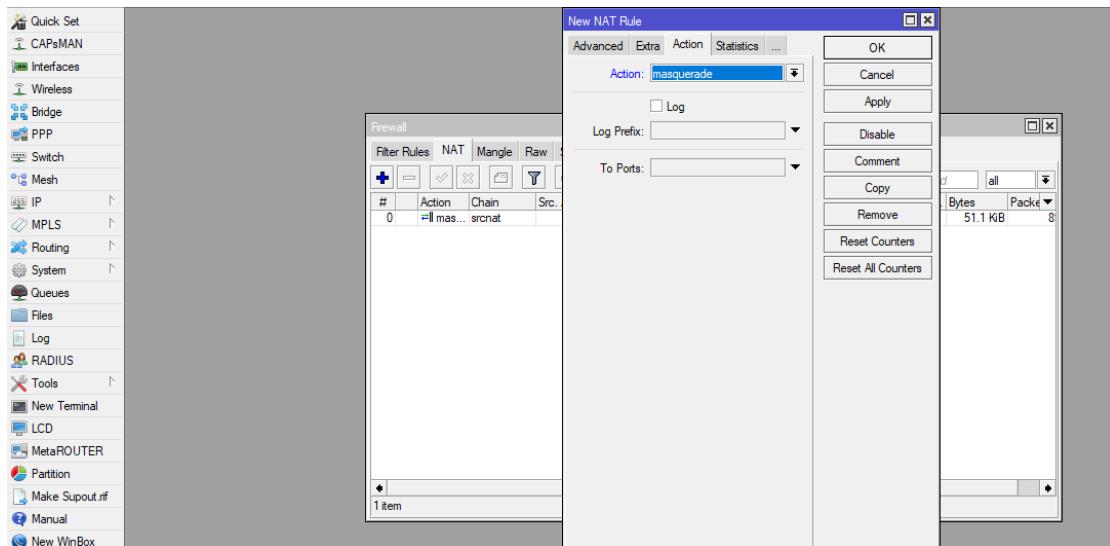 Quick Set
CAPsMAN
Interfaces
Wireless
Bridge
PPP
Switch
Mesh
IP
MPLS
Routing
System
Queues
Files
Log
RADIUS
Tools
New Terminal
LCD
MetaROUTER
Partition
Make Supout.rif
Manual
New WinBox
Firewall
Filter Rules NAT Mangle Raw
all
# Action Chain Src. Bytes Packe
0 mas... srcnat 51.1 KiB 8
1 item
New NAT Rule
Advanced Extra Action Statistics ...
Action: masquerade
Log
Log Prefix:
To Ports:
OK
Cancel
Apply
Disable
Comment
Copy
Remove
Reset Counters
Reset All Counters